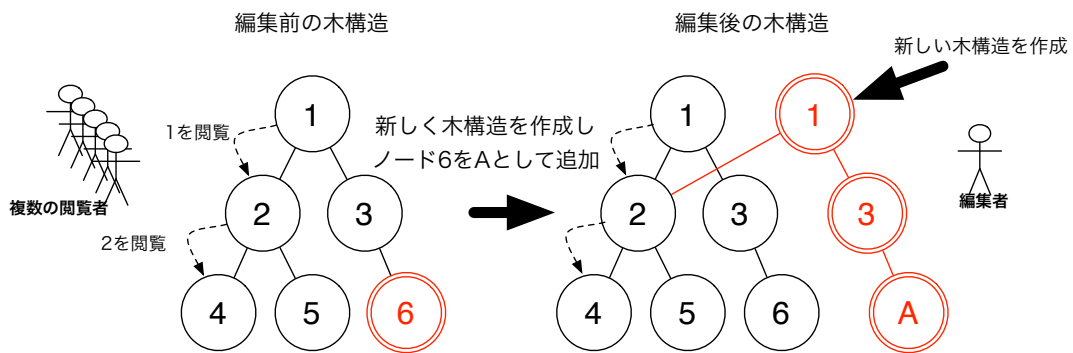 編集前の木構造
編集後の木構造
新しい木構造を作成
1
1
1
1を閲覧
新しく木構造を作成し
ノード6をAとして追加
複数の閲覧者
編集者
2
3
2
3
3
2を閲覧
4
5
6
4
5
6
A